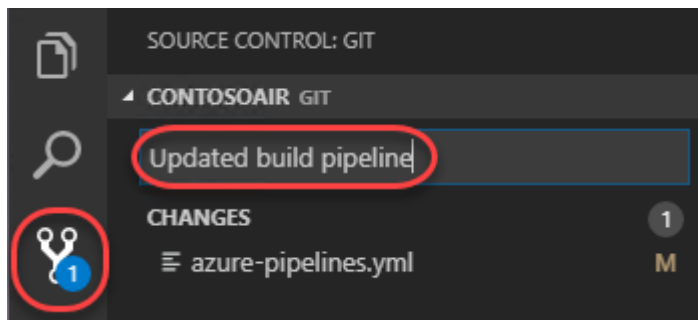 SOURCE CONTROL: GIT
CONTOSOAIR GIT
Updated build pipeline
CHANGES 1
azure-pipelines.yml M
1